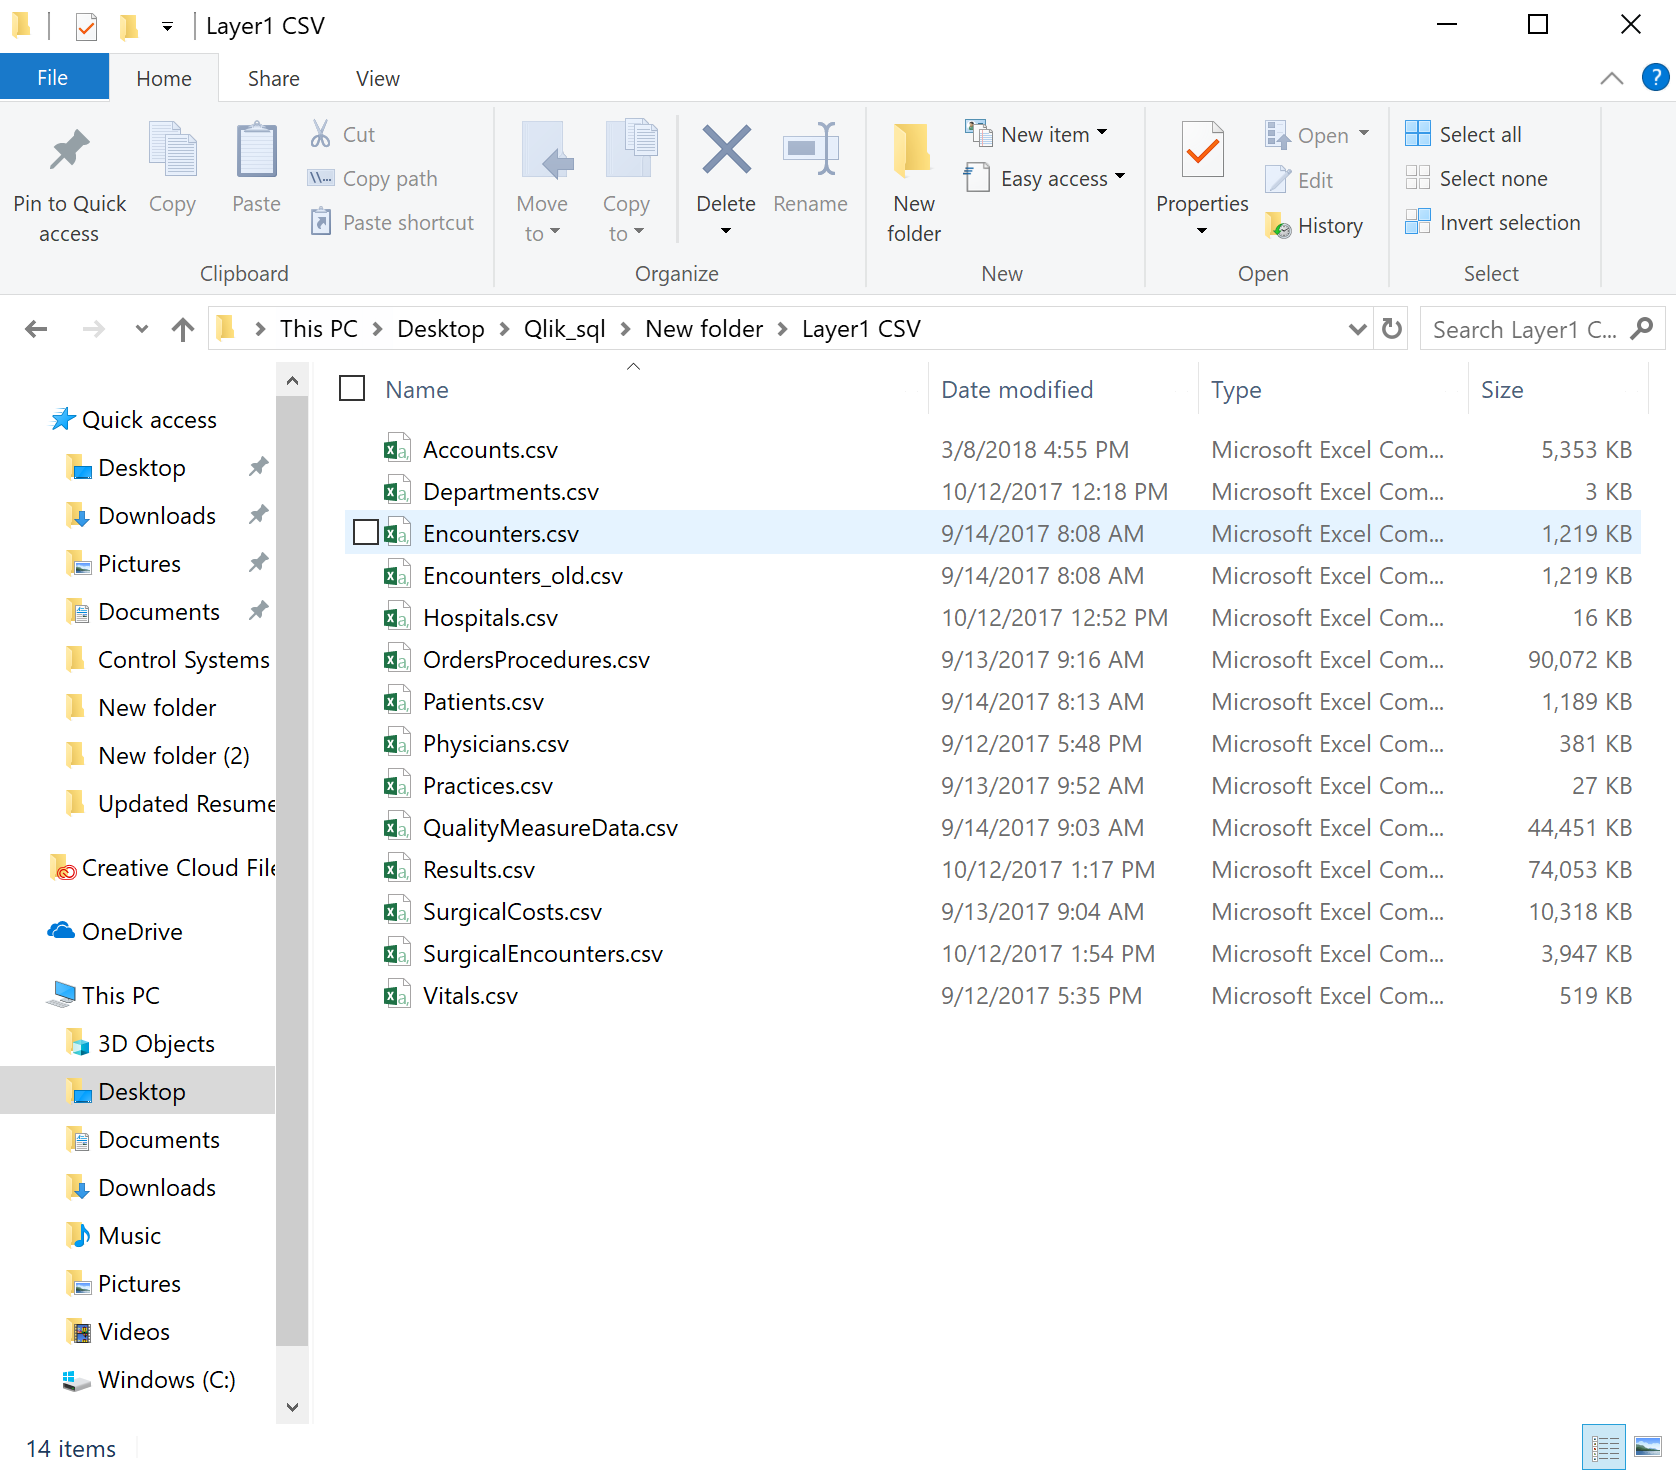 Layer1 CSV
File Home Share View ?
Pin to Quick access
Copy
Paste
Cut
Copy path
Paste shortcut
Clipboard
Move to
Copy to
Delete
Rename
Organize
New folder
New item
Easy access
New
Properties
Open
Edit
History
Open
Select all
Select none
Invert selection
Select
This PC Desktop Qlik_sql New folder Layer1 CSV
Search Layer1 C...
Quick access
Desktop
Downloads
Pictures
Documents
Control Systems
New folder
New folder (2)
Updated Resume
Creative Cloud File
OneDrive
This PC
3D Objects
Desktop
Documents
Downloads
Music
Pictures
Videos
Windows (C:)
Name Date modified Type Size
Accounts.csv 3/8/2018 4:55 PM Microsoft Excel Com... 5,353 KB
Departments.csv 10/12/2017 12:18 PM Microsoft Excel Com... 3 KB
Encounters.csv 9/14/2017 8:08 AM Microsoft Excel Com... 1,219 KB
Encounters_old.csv 9/14/2017 8:08 AM Microsoft Excel Com... 1,219 KB
Hospitals.csv 10/12/2017 12:52 PM Microsoft Excel Com... 16 KB
OrdersProcedures.csv 9/13/2017 9:16 AM Microsoft Excel Com... 90,072 KB
Patients.csv 9/14/2017 8:13 AM Microsoft Excel Com... 1,189 KB
Physicians.csv 9/12/2017 5:48 PM Microsoft Excel Com... 381 KB
Practices.csv 9/13/2017 9:52 AM Microsoft Excel Com... 27 KB
QualityMeasureData.csv 9/14/2017 9:03 AM Microsoft Excel Com... 44,451 KB
Results.csv 10/12/2017 1:17 PM Microsoft Excel Com... 74,053 KB
SurgicalCosts.csv 9/13/2017 9:04 AM Microsoft Excel Com... 10,318 KB
SurgicalEncounters.csv 10/12/2017 1:54 PM Microsoft Excel Com... 3,947 KB
Vitals.csv 9/12/2017 5:35 PM Microsoft Excel Com... 519 KB
14 items